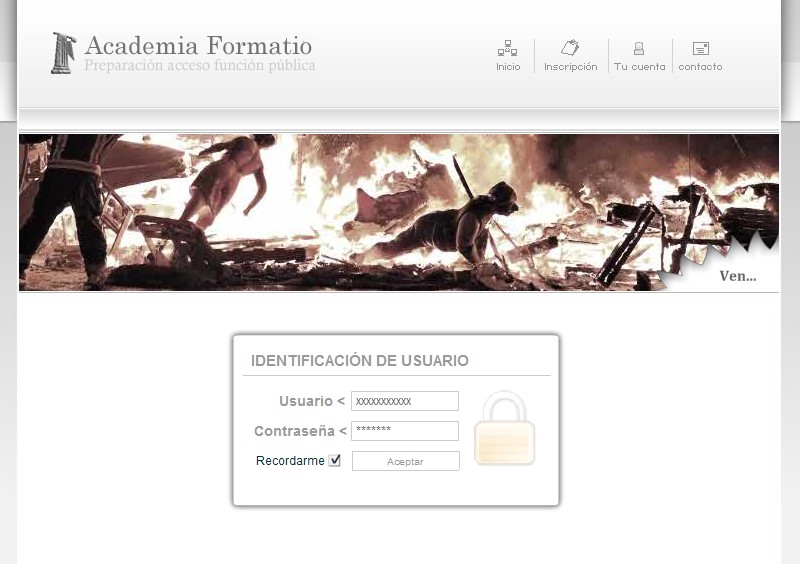 Academia Formatio
Preparación acceso función pública
Inicio
Inscripción
Tu cuenta
contacto
Ven...
IDENTIFICACIÓN DE USUARIO
Usuario < xxxxxxxxxxx
Contraseña < *******
Recordarme Aceptar